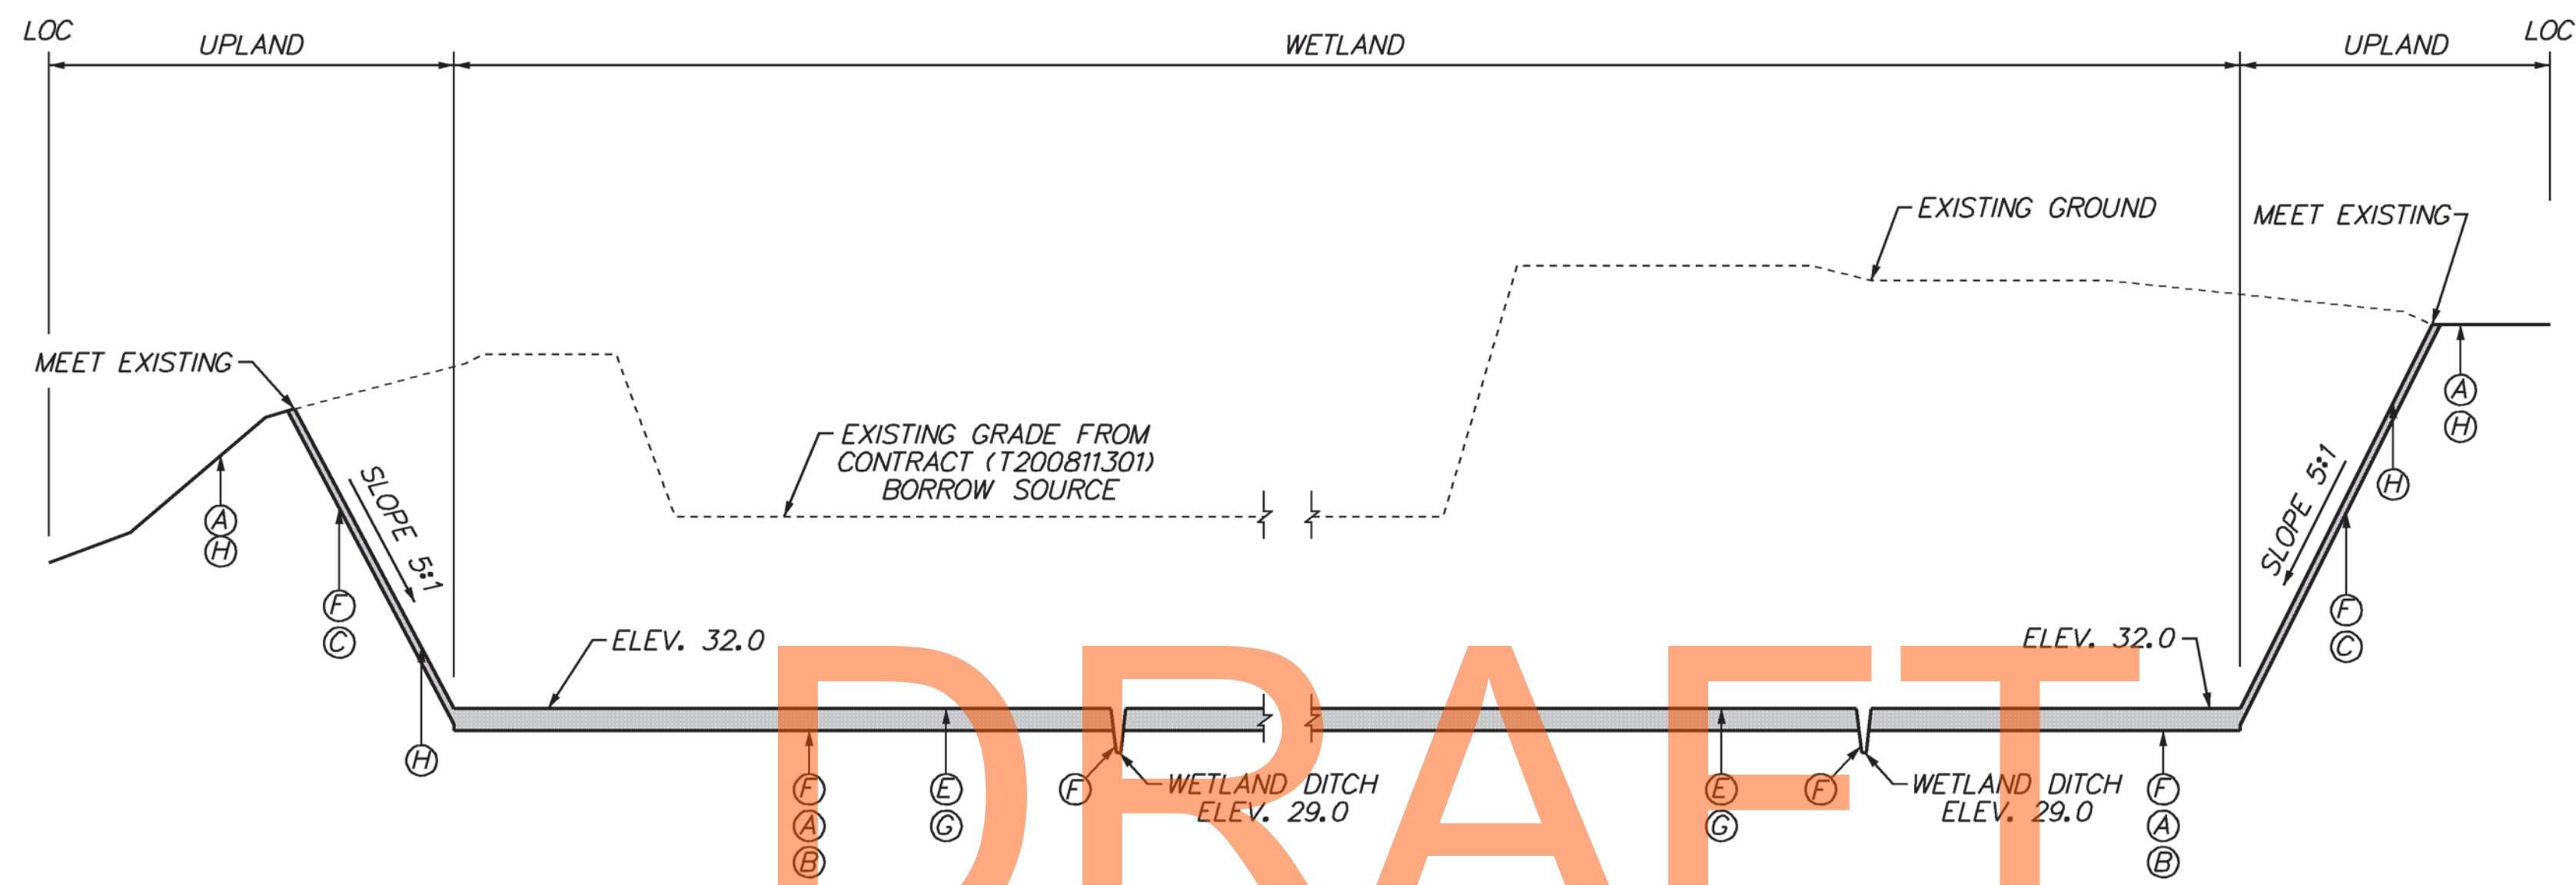 LOC
UPLAND
WETLAND
UPLAND
LOC
EXISTING GROUND
MEET EXISTING
MEET EXISTING
EXISTING GRADE FROM
CONTRACT (T200811301)
BORROW SOURCE
A
H
A
H
H
SLOPE 5:1
SLOPE 5:1
F
C
F
C
ELEV. 32.0
ELEV. 32.0
H
F
A
B
E
G
F
WETLAND DITCH
ELEV. 29.0
E
G
F
WETLAND DITCH
ELEV. 29.0
F
A
B
DRAFT